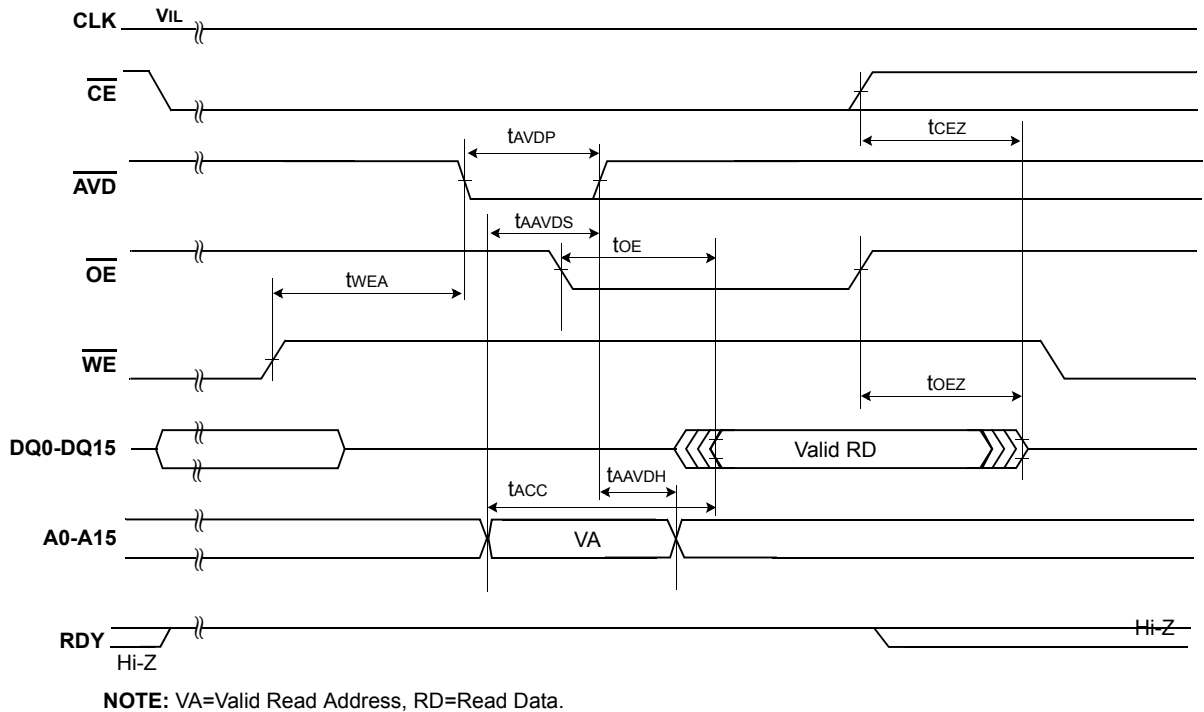 CLK VIL
CE
tCEZ
tAVDP
AVD
tAAVDS
tOE
OE
tWEA
WE
tOEZ
DQ0-DQ15 Valid RD
tAAVDH
tACC
A0-A15 VA
RDY Hi-Z
Hi-Z
NOTE: VA=Valid Read Address, RD=Read Data.